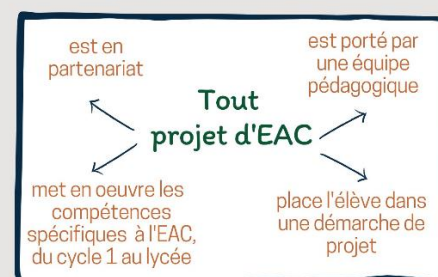 est en
partenariat
est porté par
une équipe
pédagogique
Tout
projet d'EAC
met en oeuvre les
compétences
spécifiques à l'EAC,
du cycle 1 au lycée
place l'élève dans
une démarche de
projet